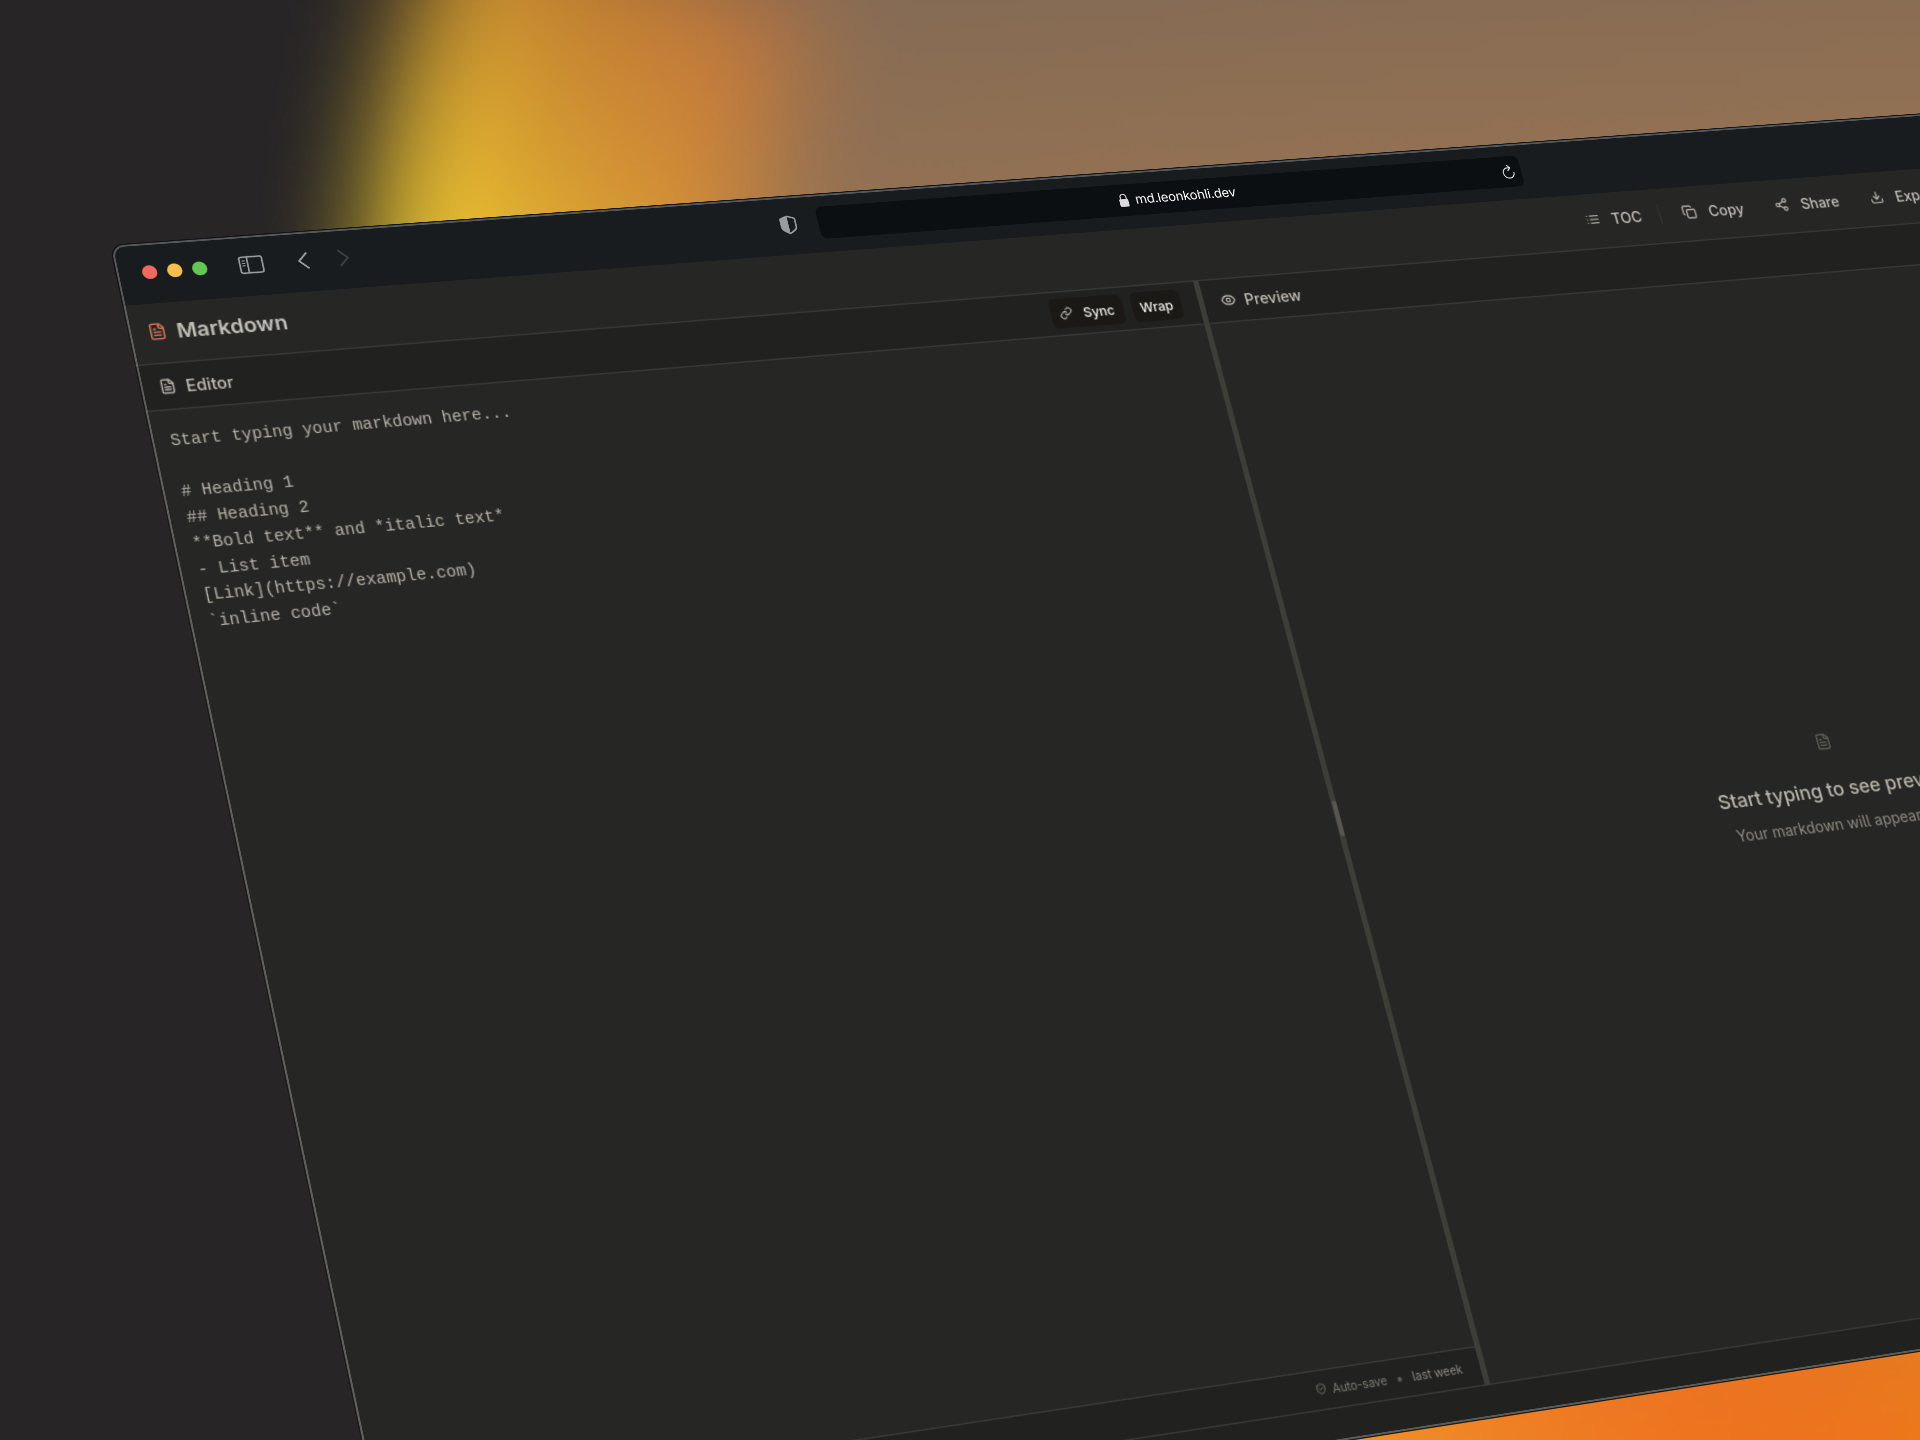 md.leonkohli.dev
Markdown
TOC
Copy
Share
Editor
Sync
Wrap
Preview
Start typing your markdown here...
# Heading 1
## Heading 2
**Bold text** and *italic text*
- List item
[Link](https://example.com)
`inline code`
Start typing to see
Your markdown will appear
Auto-save • last week